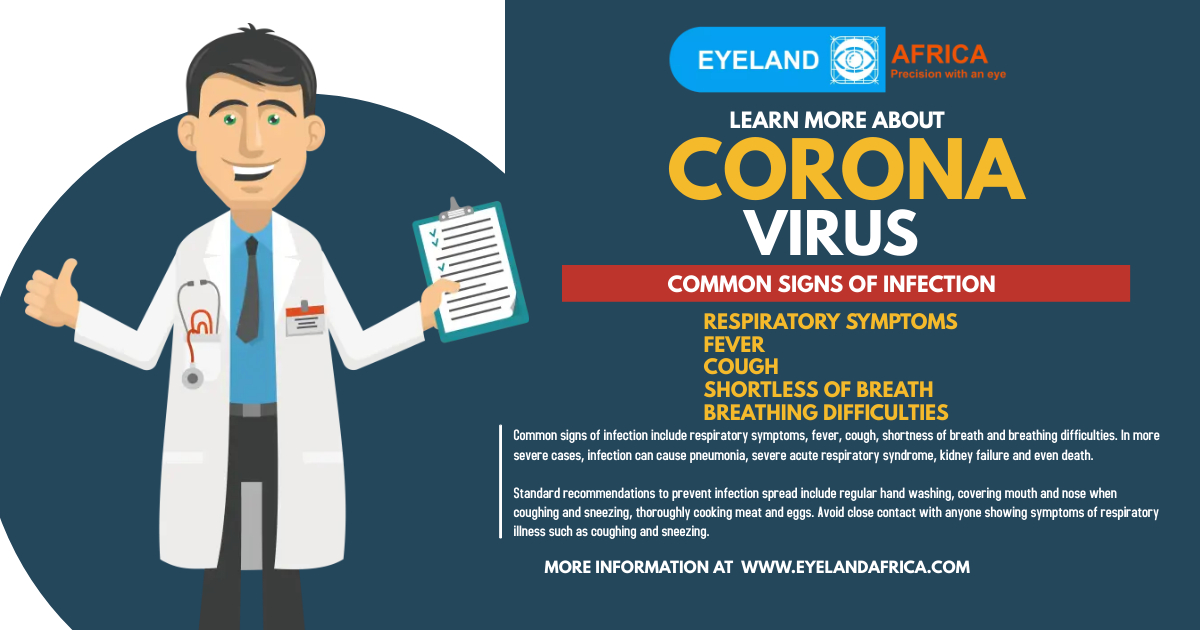 EYELAND AFRICA
Precision with an eye
LEARN MORE ABOUT
CORONA
VIRUS
COMMON SIGNS OF INFECTION
RESPIRATORY SYMPTOMS
FEVER
COUGH
SHORTLESS OF BREATH
BREATHING DIFFICULTIES
Common signs of infection include respiratory symptoms, fever, cough, shortness of breath and breathing difficulties. In more
severe cases, infection can cause pneumonia, severe acute respiratory syndrome, kidney failure and even death.
Standard recommendations to prevent infection spread include regular hand washing, covering mouth and nose when
coughing and sneezing, thoroughly cooking meat and eggs. Avoid close contact with anyone showing symptoms of respiratory
illness such as coughing and sneezing.
MORE INFORMATION AT WWW.EYELANDAFRICA.COM